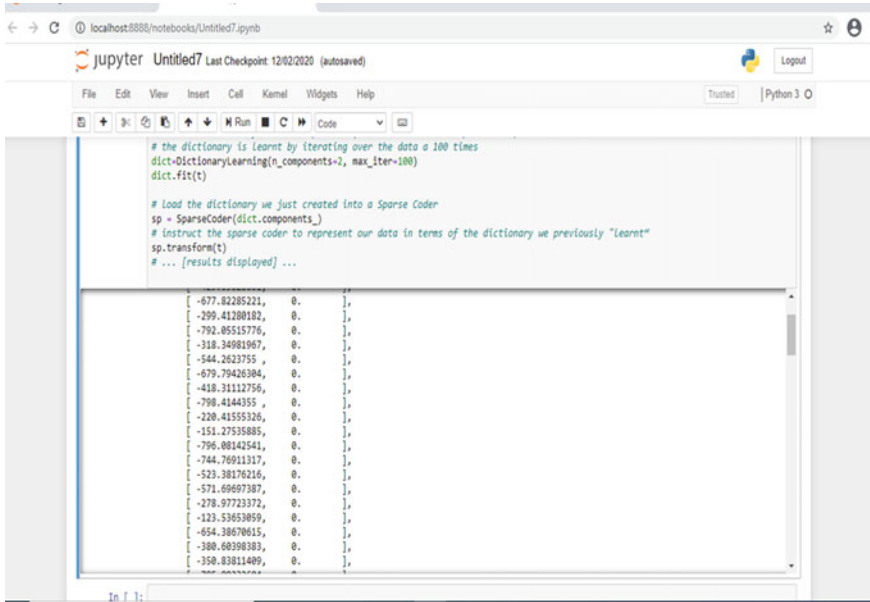 localhost:8888/notebooks/Untitled7.ipynb
jupyter Untitled7 Last Checkpoint: 12/02/2020 (autosaved)
Logout
File Edit View Insert Cell Kernel Widgets Help
Trusted
Python 3
Run
Code
# the dictionary is learnt by iterating over the data a 100 times
dict=DictionaryLearning(n_components=2, max_iter=100)
dict.fit(t)
# load the dictionary we just created into a Sparse Coder
sp = SparseCoder(dict.components_)
# instruct the sparse coder to represent our data in terms of the dictionary we previously "learnt"
sp.transform(t)
# ... [results displayed] ...
[ -677.82285221, 0. ],
[ -299.41280182, 0. ],
[ -792.05515776, 0. ],
[ -318.34981967, 0. ],
[ -544.2623755 , 0. ],
[ -679.79426304, 0. ],
[ -418.31112756, 0. ],
[ -798.4144355 , 0. ],
[ -220.41555326, 0. ],
[ -151.27535885, 0. ],
[ -796.08142541, 0. ],
[ -744.76911317, 0. ],
[ -523.38176216, 0. ],
[ -571.69697387, 0. ],
[ -278.97723372, 0. ],
[ -123.53653059, 0. ],
[ -654.38670615, 0. ],
[ -380.60398383, 0. ],
[ -350.83811409, 0. ],
In [ ]: